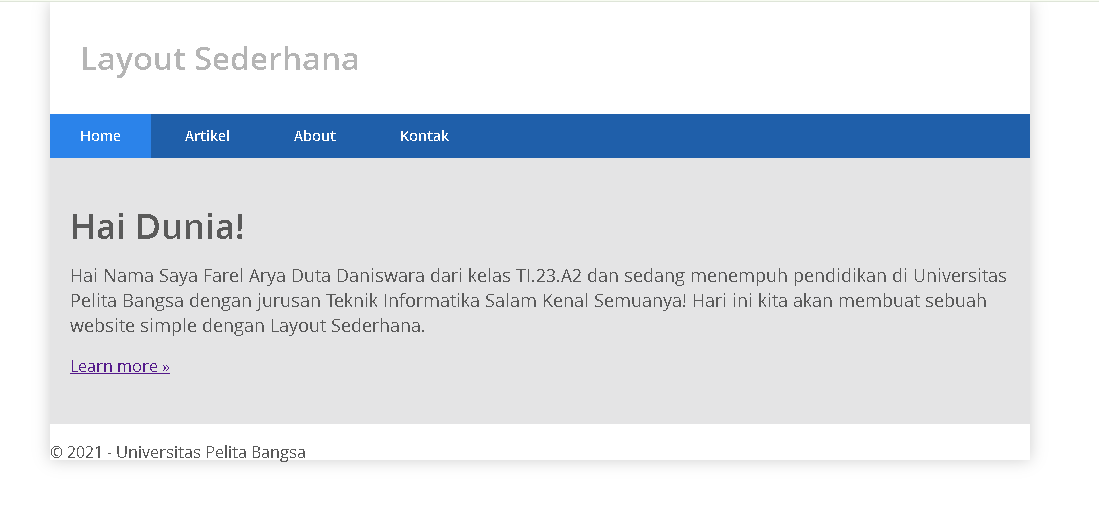 Layout Sederhana
Home Artikel About Kontak
Hai Dunia!
Hai Nama Saya Farel Arya Duta Daniswara dari kelas TI.23.A2 dan sedang menempuh pendidikan di Universitas
Pelita Bangsa dengan jurusan Teknik Informatika Salam Kenal Semuanya! Hari ini kita akan membuat sebuah
website simple dengan Layout Sederhana.
Learn more »
© 2021 - Universitas Pelita Bangsa